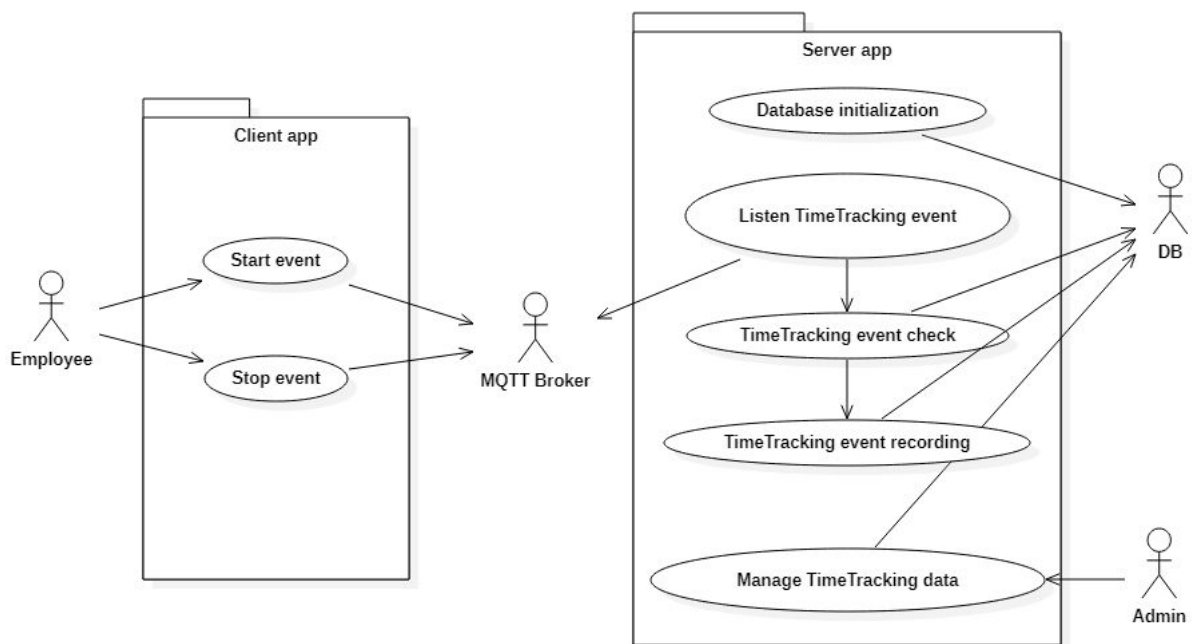 Server app
Database initialization
Client app
Listen TimeTracking event
DB
Start event
TimeTracking event check
Employee
Stop event
MQTT Broker
TimeTracking event recording
Manage TimeTracking data
Admin